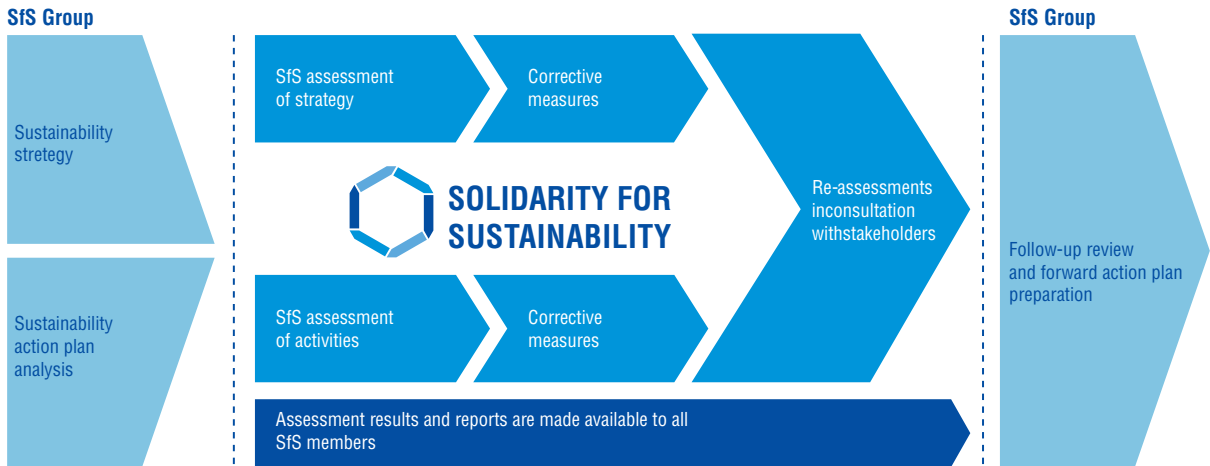 SfS Group
Sustainability
stretegy
Sustainability
action plan
analysis
SfS assessment
of strategy
Corrective
measures
SOLIDARITY FOR
SUSTAINABILITY
SfS assessment
of activities
Corrective
measures
Re-assessments
inconsultation
withstakeholders
Assessment results and reports are made available to all
SfS members
SfS Group
Follow-up review
and forward action plan
preparation